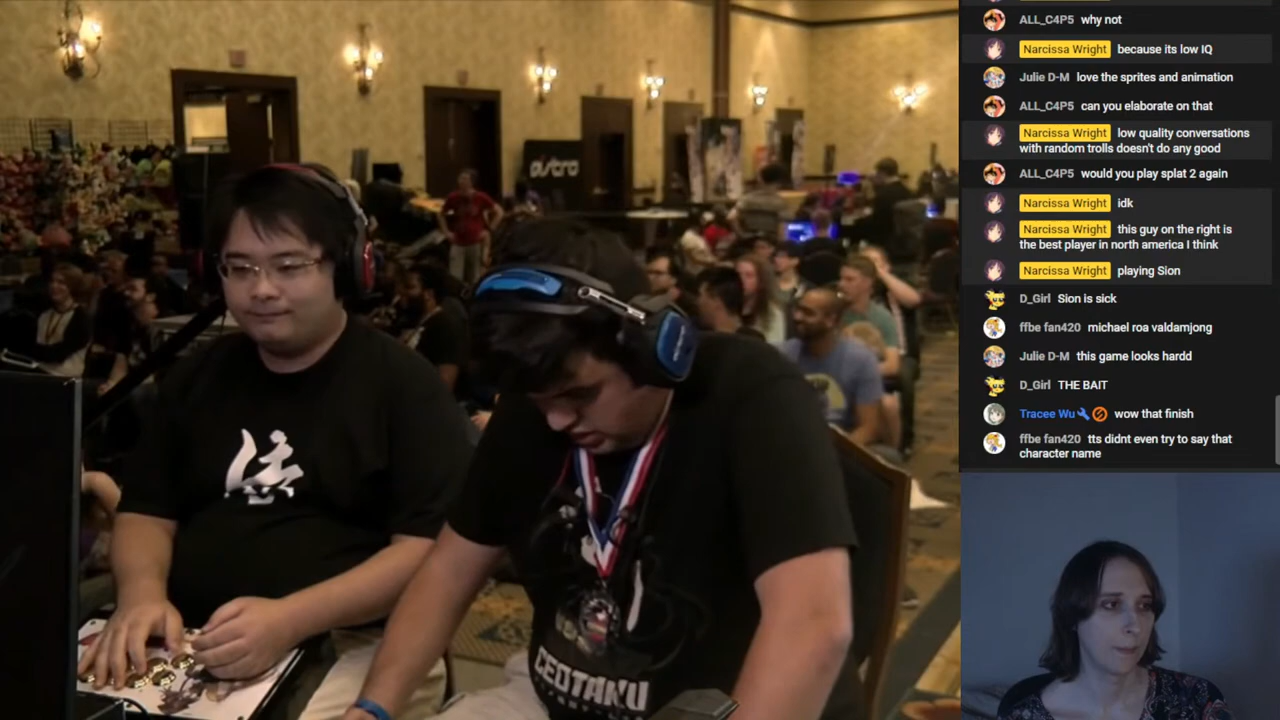 ALL_C4P5 why not
Narcissa Wright because its low IQ
Julie D-M love the sprites and animation
ALL_C4P5 can you elaborate on that
Narcissa Wright low quality conversations
with random trolls doesn't do any good
ALL_C4P5 would you play splat 2 again
Narcissa Wright idk
Narcissa Wright this guy on the right is
the best player in north america I think
Narcissa Wright playing Sion
D_Girl Sion is sick
ffbe fan420 michael roa valdamjong
Julie D-M this game looks hardd
D_Girl THE BAIT
Tracee Wu wow that finish
ffbe fan420 tts didnt even try to say that
character name
astro
CEOTAKU